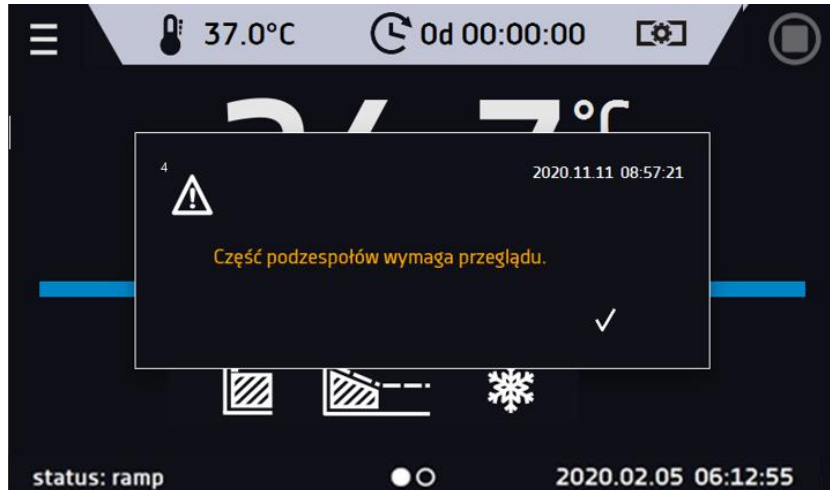 37.0°C
0d 00:00:00
°C
4
2020.11.11 08:57:21
Część podzespołów wymaga przeglądu.
status: ramp
2020.02.05 06:12:55